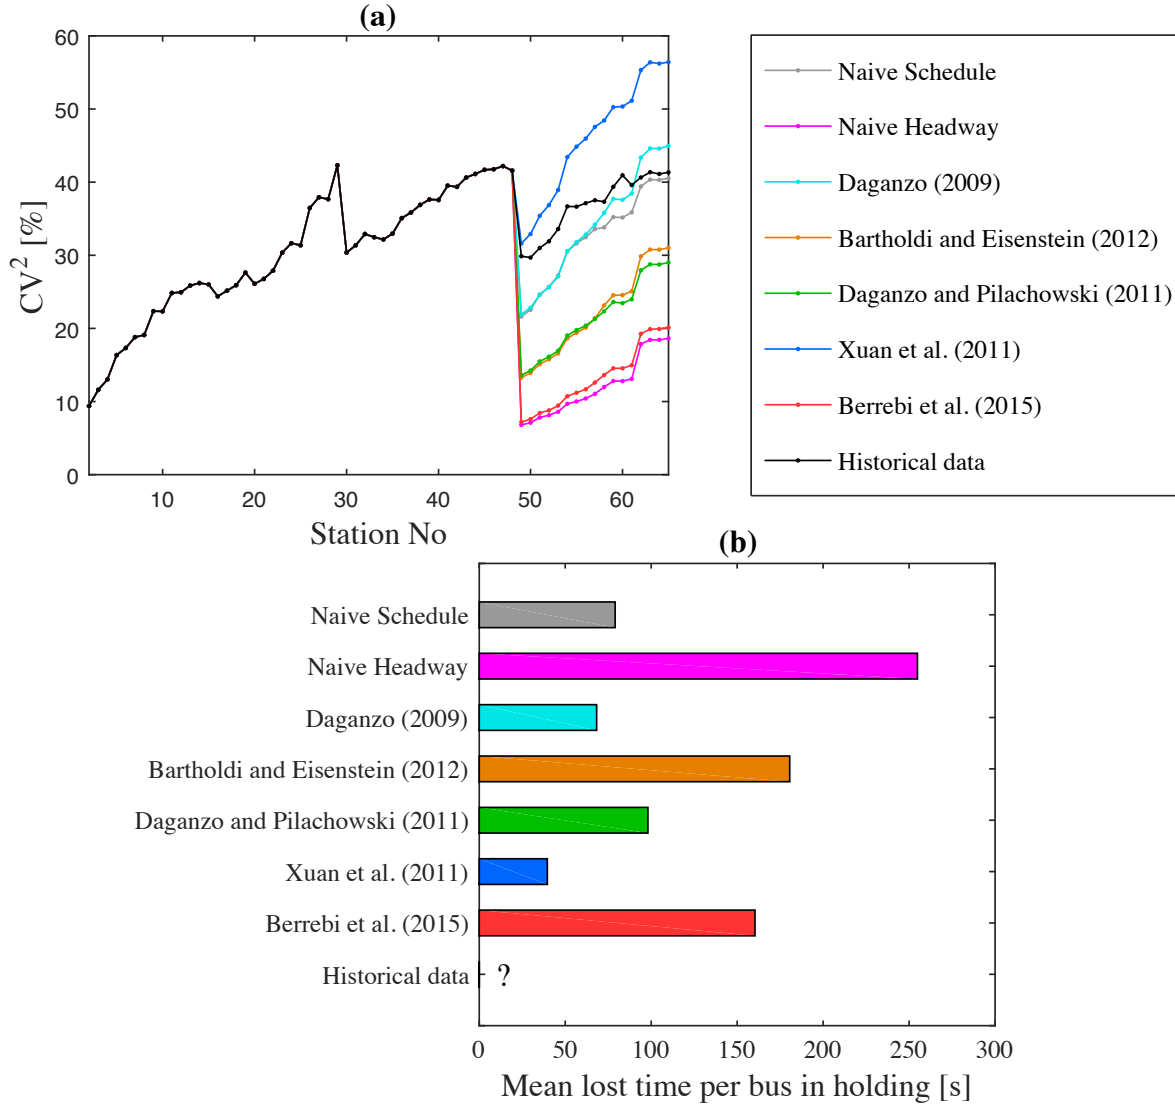 (a)
60
50
40
30
20
10
0
CV² [%]
10 20 30 40 50 60
Station No
Naive Schedule
Naive Headway
Daganzo (2009)
Bartholdi and Eisenstein (2012)
Daganzo and Pilachowski (2011)
Xuan et al. (2011)
Berrebi et al. (2015)
Historical data
(b)
Naive Schedule
Naive Headway
Daganzo (2009)
Bartholdi and Eisenstein (2012)
Daganzo and Pilachowski (2011)
Xuan et al. (2011)
Berrebi et al. (2015)
Historical data ?
0 50 100 150 200 250 300
Mean lost time per bus in holding [s]